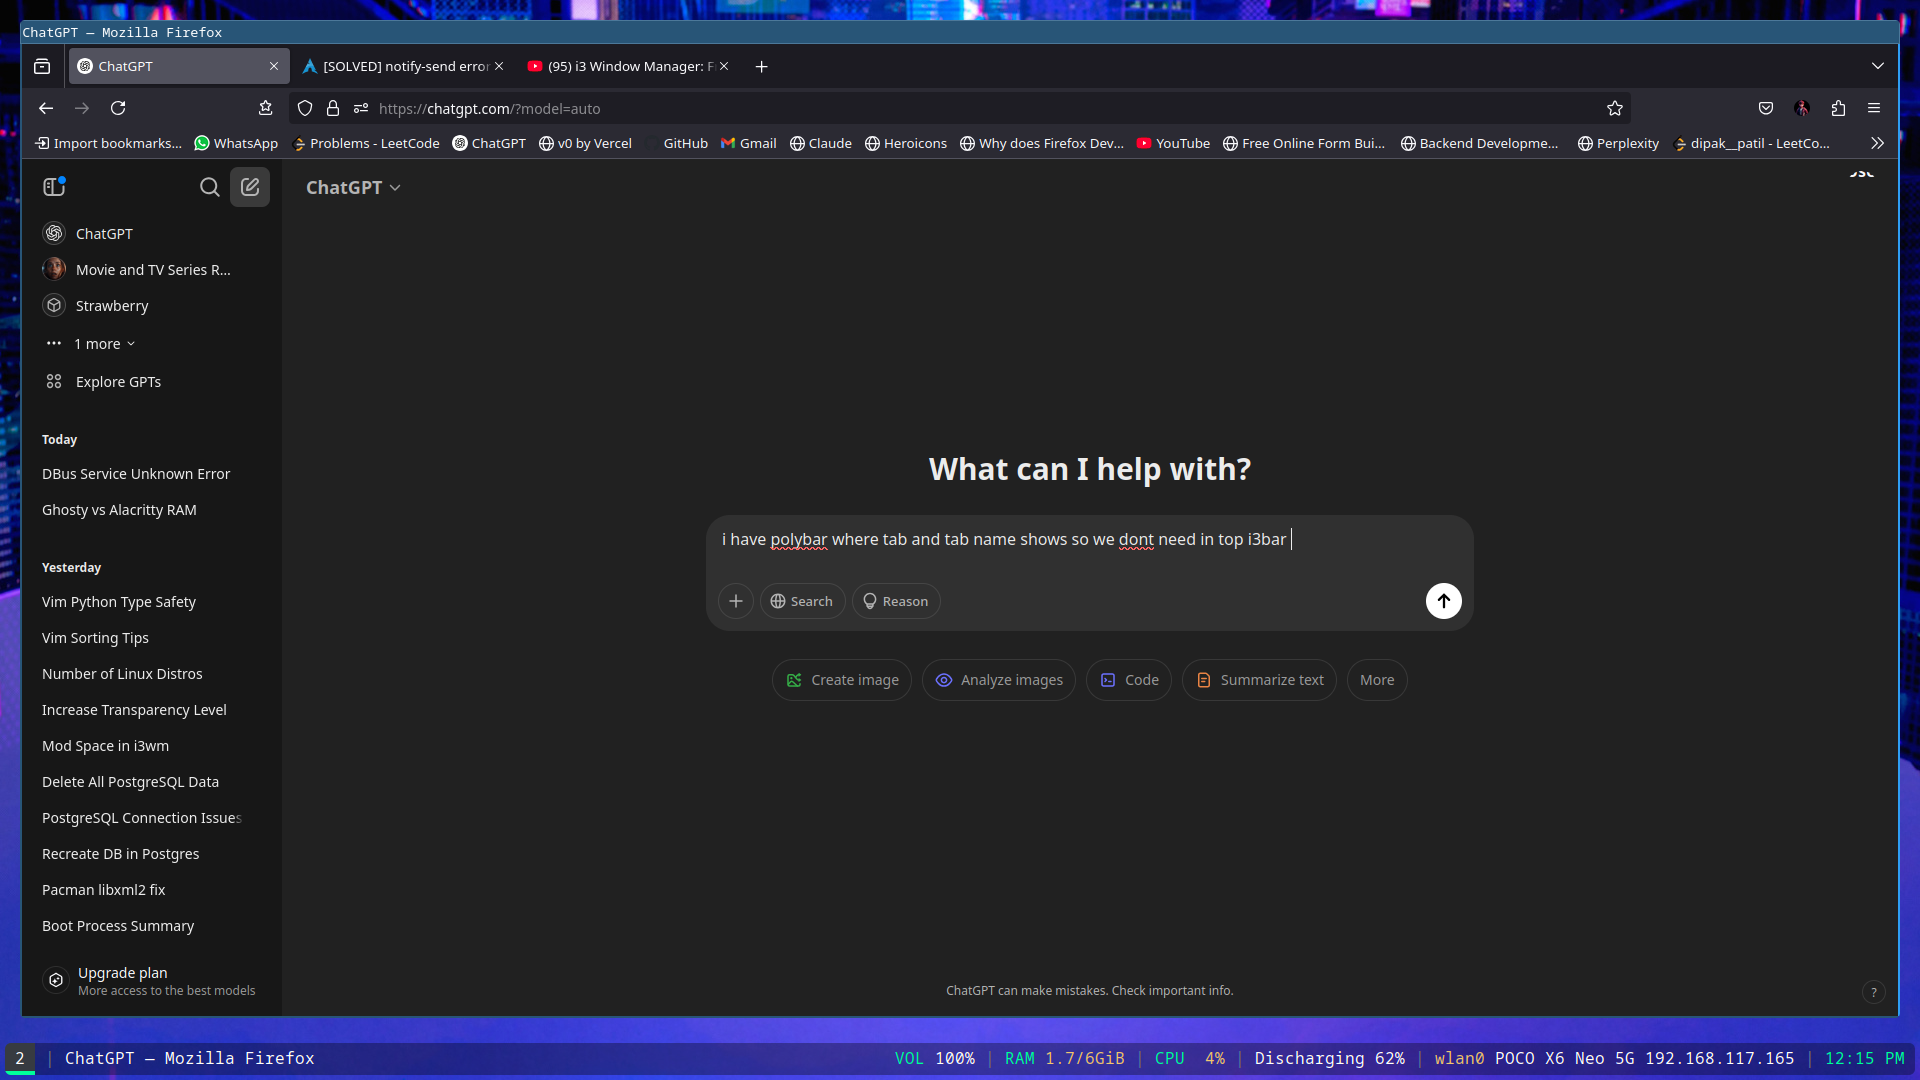 ChatGPT — Mozilla Firefox
ChatGPT
[SOLVED] notify-send error
(95) i3 Window Manager: F
https://chatgpt.com/?model=auto
Import bookmarks...
WhatsApp
Problems - LeetCode
ChatGPT
v0 by Vercel
GitHub
Gmail
Claude
Heroicons
Why does Firefox Dev...
YouTube
Free Online Form Bui...
Backend Developme...
Perplexity
dipak__patil - LeetCo...
ChatGPT
ChatGPT
Movie and TV Series R...
Strawberry
1 more
Explore GPTs
Today
DBus Service Unknown Error
Ghosty vs Alacritty RAM
Yesterday
Vim Python Type Safety
Vim Sorting Tips
Number of Linux Distros
Increase Transparency Level
Mod Space in i3wm
Delete All PostgreSQL Data
PostgreSQL Connection Issues
Recreate DB in Postgres
Pacman libxml2 fix
Boot Process Summary
Upgrade plan
More access to the best models
What can I help with?
i have polybar where tab and tab name shows so we dont need in top i3bar
Search
Reason
Create image
Analyze images
Code
Summarize text
More
ChatGPT can make mistakes. Check important info.
?
2 | ChatGPT — Mozilla Firefox
VOL 100% | RAM 1.7/6GiB | CPU 4% | Discharging 62% | wlan0 POCO X6 Neo 5G 192.168.117.165 | 12:15 PM